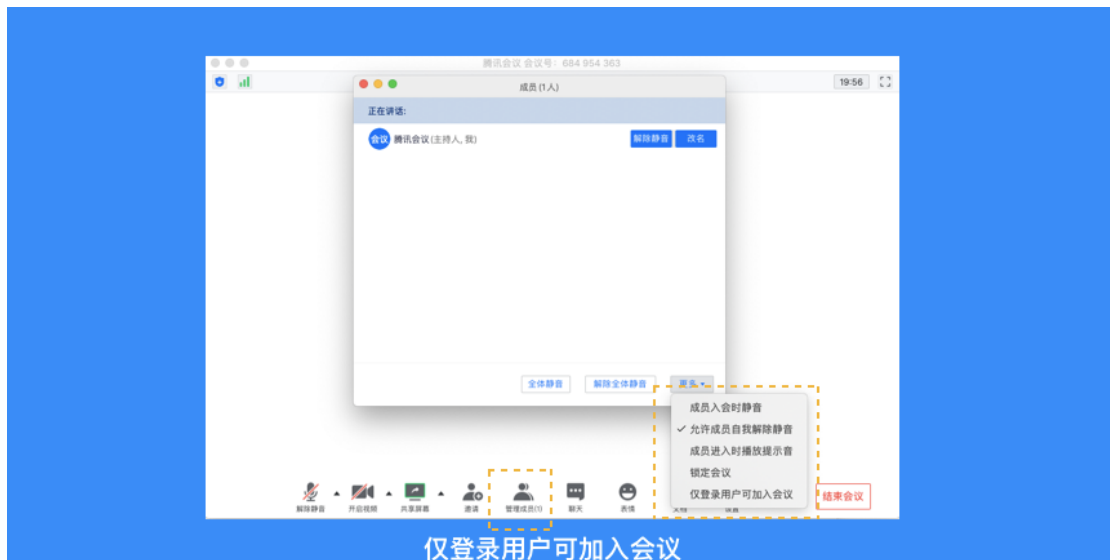 腾讯会议 会议号: 684 954 363
19:56
成员 (1人)
正在讲话:
会议 腾讯会议 (主持人, 我)
解除静音 改名
全体静音 解除全体静音 更多
成员入会时静音
✓ 允许成员自我解除静音
成员进入时播放提示音
锁定会议
仅登录用户可加入会议
解除静音 开启视频 共享屏幕 邀请 管理成员(1) 聊天 表情 文档 设置
结束会议
仅登录用户可加入会议